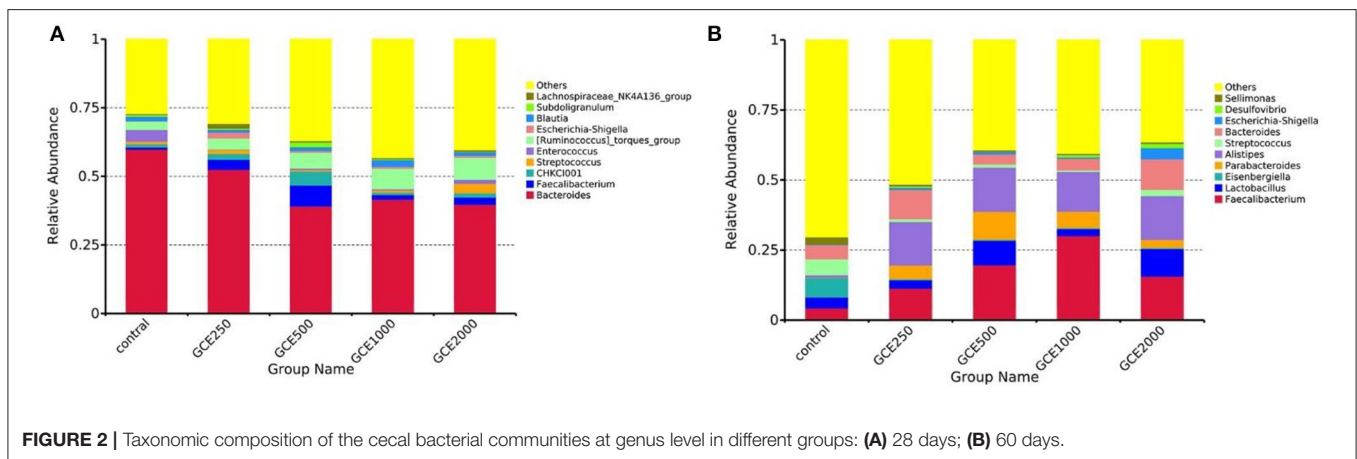 A
Relative Abundance
1
0.75
0.5
0.25
0
contral
GCE250
GCE500
GCE1000
GCE2000
Group Name
Others
Lachnospiraceae_NK4A136_group
Subdoligranulum
Blautia
Escherichia-Shigella
[Ruminococcus]_torques_group
Enterococcus
Streptococcus
CHKCI001
Faecalibacterium
Bacteroides
B
Relative Abundance
1
0.75
0.5
0.25
0
contral
GCE250
GCE500
GCE1000
GCE2000
Group Name
Others
Sellimonas
Desulfovibrio
Escherichia-Shigella
Bacteroides
Streptococcus
Alistipes
Parabacteroides
Eisenbergiella
Lactobacillus
Faecalibacterium
FIGURE 2 | Taxonomic composition of the cecal bacterial communities at genus level in different groups: (A) 28 days; (B) 60 days.